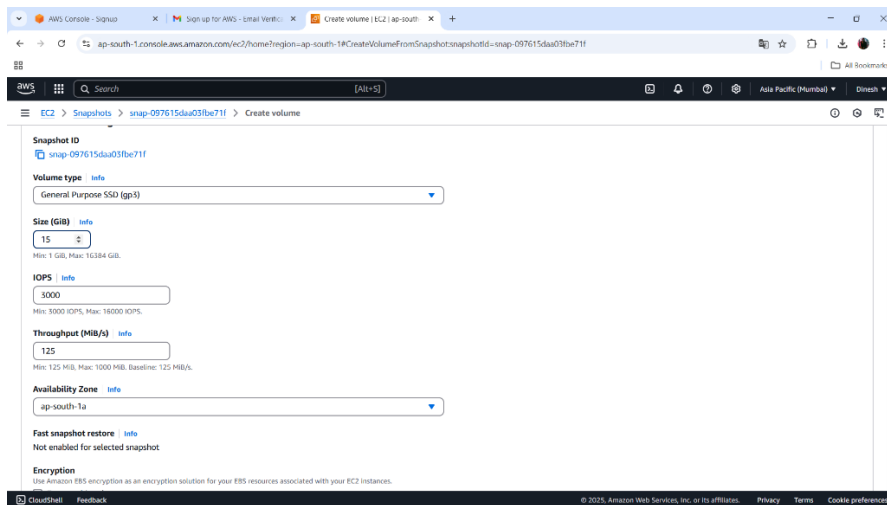 AWS Console - Signup
Sign up for AWS - Email Verific
Create volume | EC2 | ap-south
ap-south-1.console.aws.amazon.com/ec2/home?region=ap-south-1#CreateVolumeFromSnapshot:snapshotId=snap-097615daa03fbe71f
All Bookmarks
aws Search [Alt+S] Asia Pacific (Mumbai) Dinesh
EC2 > Snapshots > snap-097615daa03fbe71f > Create volume
Snapshot ID
snap-097615daa03fbe71f
Volume type Info
General Purpose SSD (gp3)
Size (GiB) Info
15
Min: 1 GiB, Max: 16384 GiB.
IOPS Info
3000
Min: 3000 IOPS, Max: 16000 IOPS.
Throughput (MiB/s) Info
125
Min: 125 MiB, Max: 1000 MiB. Baseline: 125 MiB/s.
Availability Zone Info
ap-south-1a
Fast snapshot restore Info
Not enabled for selected snapshot
Encryption
Use Amazon EBS encryption as an encryption solution for your EBS resources associated with your EC2 instances.
CloudShell Feedback © 2025, Amazon Web Services, Inc. or its affiliates. Privacy Terms Cookie preferences